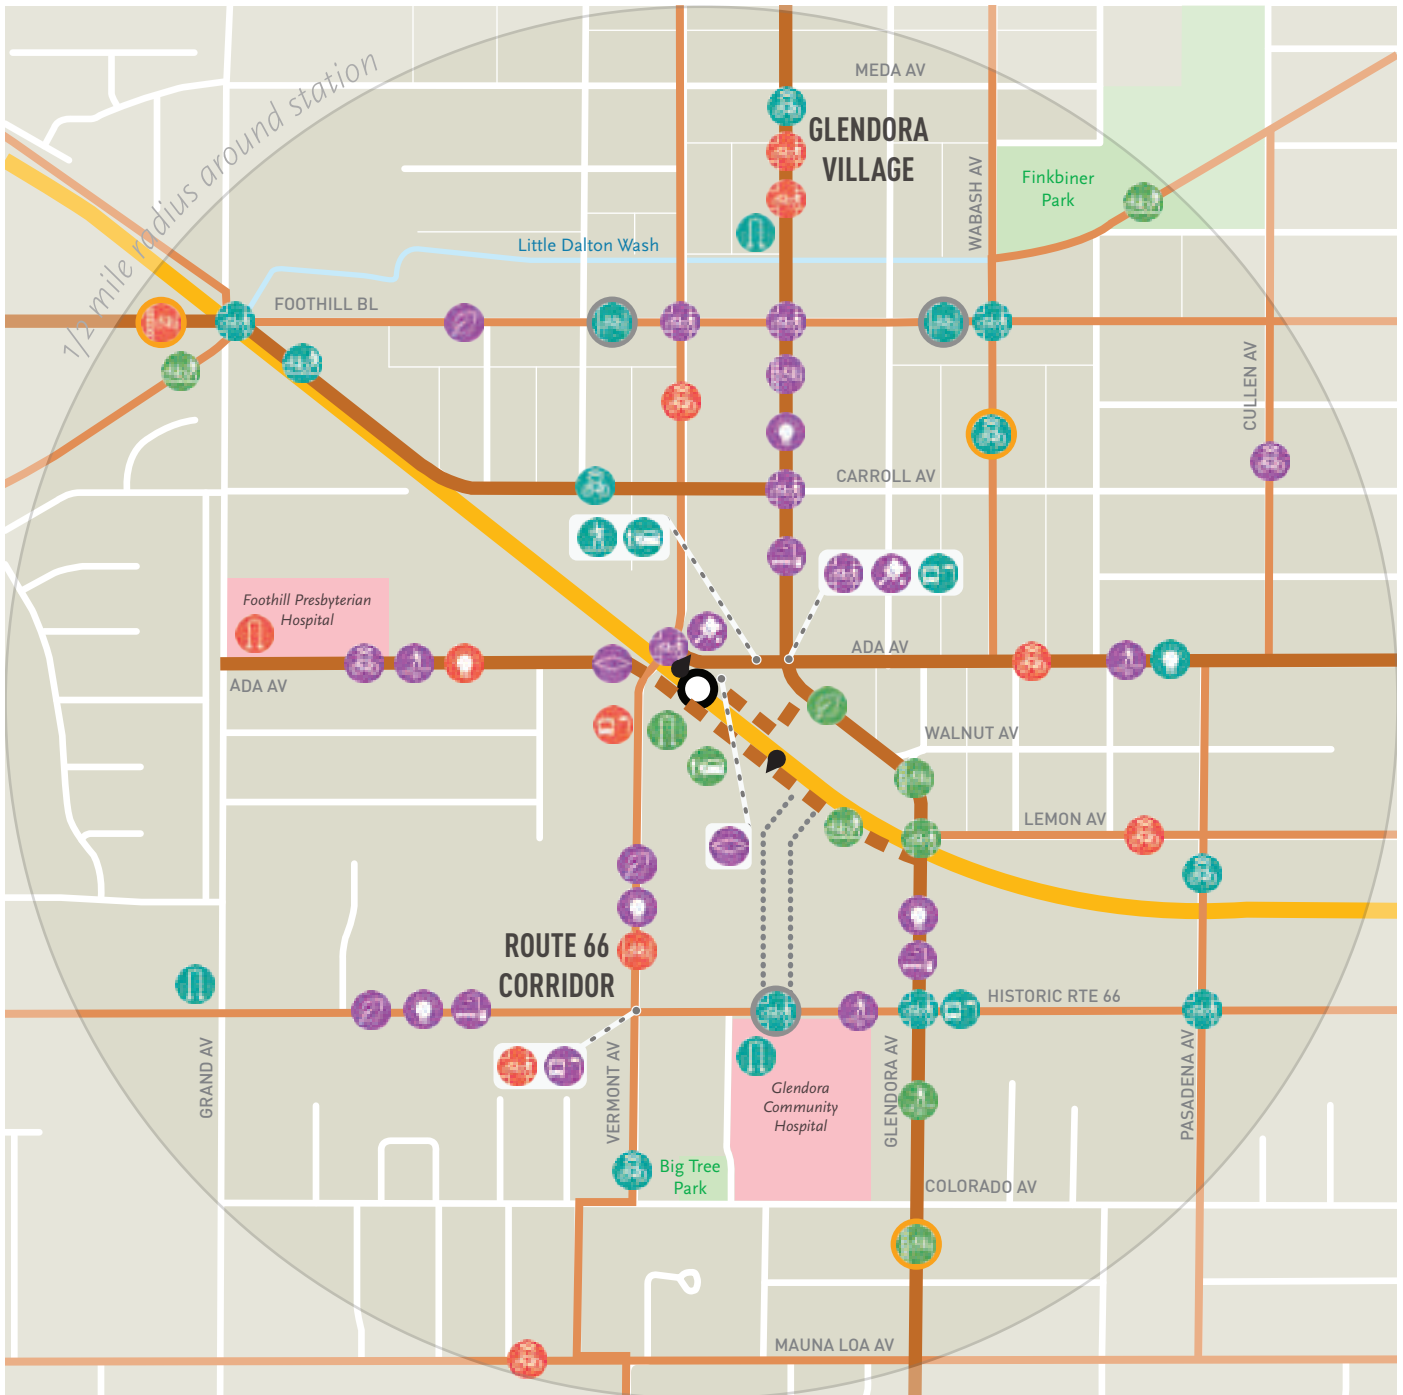 MEDA AV
1/2 mile radius around station
GLENDORA
VILLAGE
WABASH AV
Finkbiner
Park
Little Dalton Wash
FOOTHILL BL
CULLEN AV
CARROLL AV
Foothill Presbyterian
Hospital
ADA AV
ADA AV
WALNUT AV
LEMON AV
ROUTE 66
CORRIDOR
HISTORIC RTE 66
GRAND AV
VERMONT AV
GLENDORA AV
PASADENA AV
Glendora
Community
Hospital
Big Tree
Park
COLORADO AV
MAUNA LOA AV